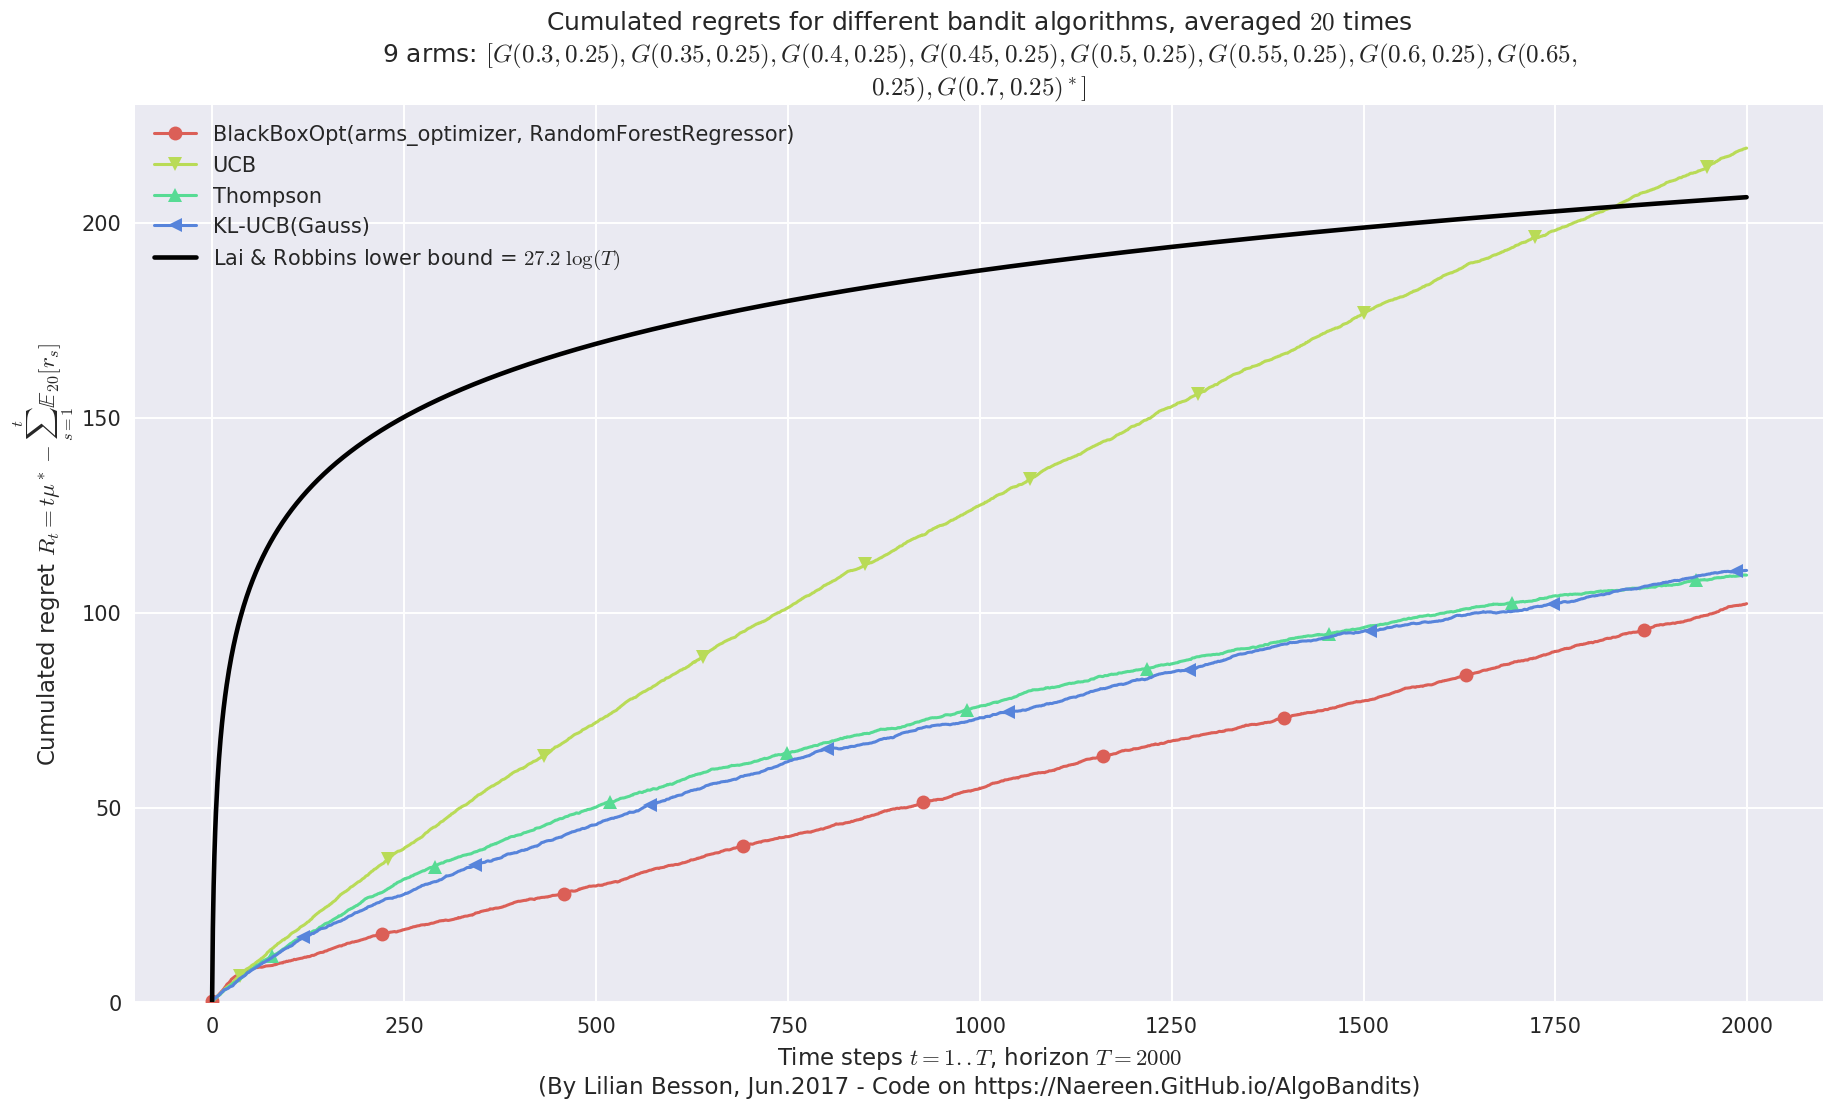 Cumulated regrets for different bandit algorithms, averaged 20 times
9 arms: [G(0.3, 0.25), G(0.35, 0.25), G(0.4, 0.25), G(0.45, 0.25), G(0.5, 0.25), G(0.55, 0.25), G(0.6, 0.25), G(0.65,
0.25), G(0.7, 0.25)*]
BlackBoxOpt(arms_optimizer, RandomForestRegressor)
UCB
Thompson
KL-UCB(Gauss)
Lai & Robbins lower bound = 27.2 log(T)
Cumulated regret R_t = tμ* − ∑_{s=1}^{t} 𝔼_{20}[r_s]
200
150
100
50
0
0 250 500 750 1000 1250 1500 1750 2000
Time steps t = 1..T, horizon T = 2000
(By Lilian Besson, Jun.2017 - Code on https://Naereen.GitHub.io/AlgoBandits)